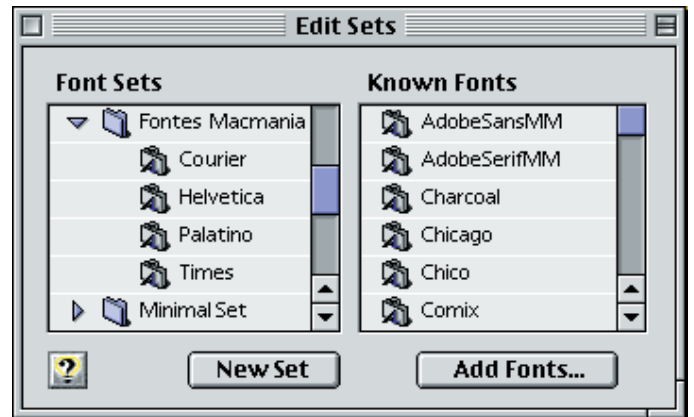 Edit Sets
Font Sets
Fontes Macmania
Courier
Helvetica
Palatino
Times
Minimal Set
Known Fonts
AdobeSansMM
AdobeSerifMM
Charcoal
Chicago
Chico
Comix
?
New Set
Add Fonts...